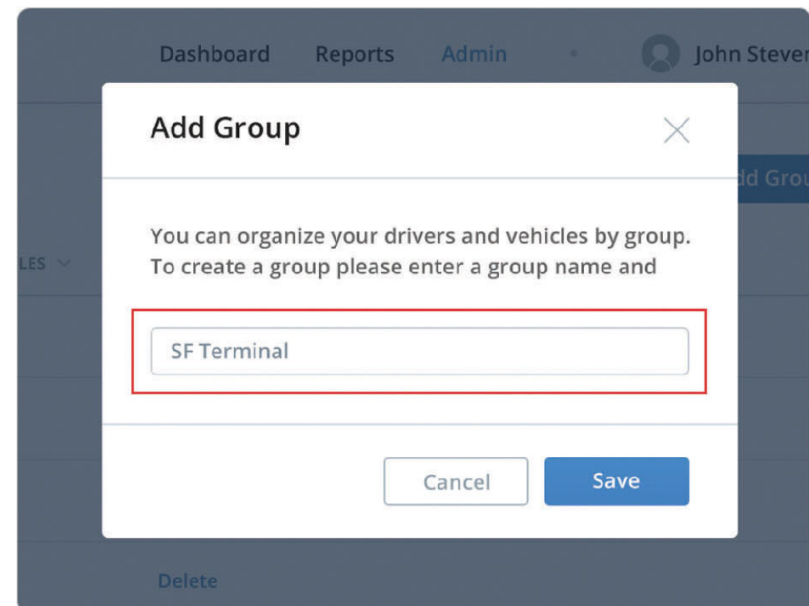 Dashboard Reports Admin John Steven
Add Group
dd Grou
You can organize your drivers and vehicles by group.
LES
To create a group please enter a group name and
SF Terminal
Cancel Save
Delete